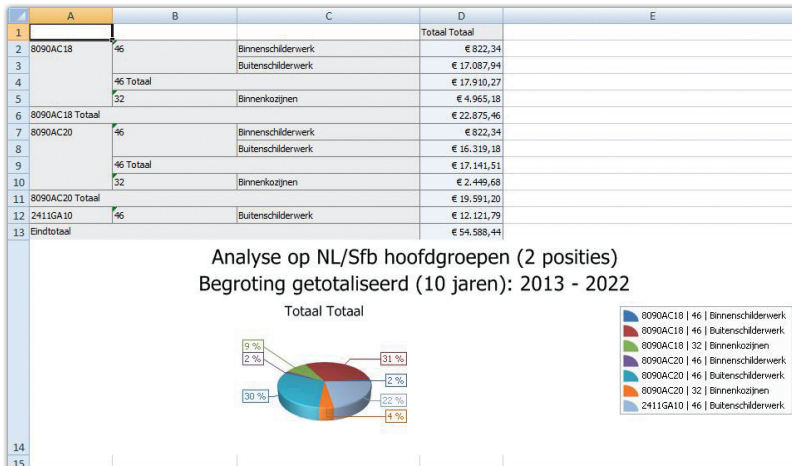 A B C D E
1 Totaal Totaal
2 8090AC18 46 Binnenschilderwerk € 822,34
3 Buitenschilderwerk € 17.087,94
4 46 Totaal € 17.910,27
5 32 Binnenkozijnen € 4.965,18
6 8090AC18 Totaal € 22.875,46
7 8090AC20 46 Binnenschilderwerk € 822,34
8 Buitenschilderwerk € 16.319,18
9 46 Totaal € 17.141,51
10 32 Binnenkozijnen € 2.449,68
11 8090AC20 Totaal € 19.591,20
12 2411GA10 46 Buitenschilderwerk € 12.121,79
13 Eindtotaal € 54.588,44
Analyse op NL/Sfb hoofdgroepen (2 posities)
Begroting getotaliseerd (10 jaren): 2013 - 2022
Totaal Totaal
9 %
2 %
30 %
31 %
2 %
22 %
4 %
8090AC18 | 46 | Binnenschilderwerk
8090AC18 | 46 | Buitenschilderwerk
8090AC18 | 32 | Binnenkozijnen
8090AC20 | 46 | Binnenschilderwerk
8090AC20 | 46 | Buitenschilderwerk
8090AC20 | 32 | Binnenkozijnen
2411GA10 | 46 | Buitenschilderwerk
14
15